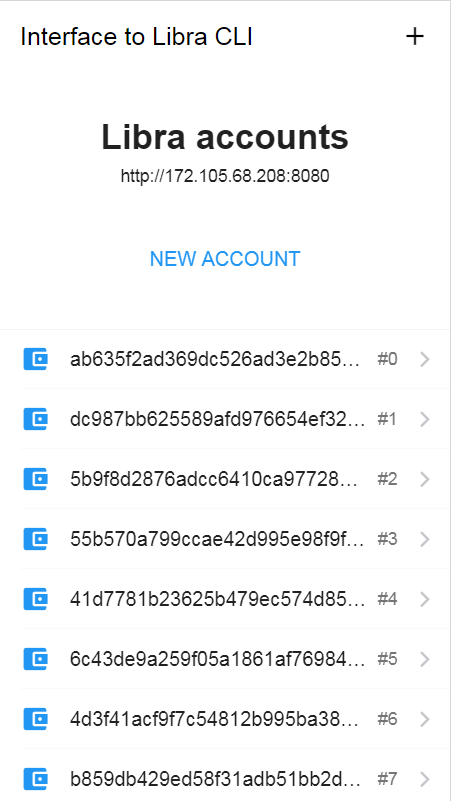 Interface to Libra CLI +
Libra accounts
http://172.105.68.208:8080
NEW ACCOUNT
ab635f2ad369dc526ad3e2b85... #0
dc987bb625589afd976654ef32... #1
5b9f8d2876adcc6410ca97728... #2
55b570a799ccae42d995e98f9f... #3
41d7781b23625b479ec574d85... #4
6c43de9a259f05a1861af76984... #5
4d3f41acf9f7c54812b995ba38... #6
b859db429ed58f31adb51bb2d... #7